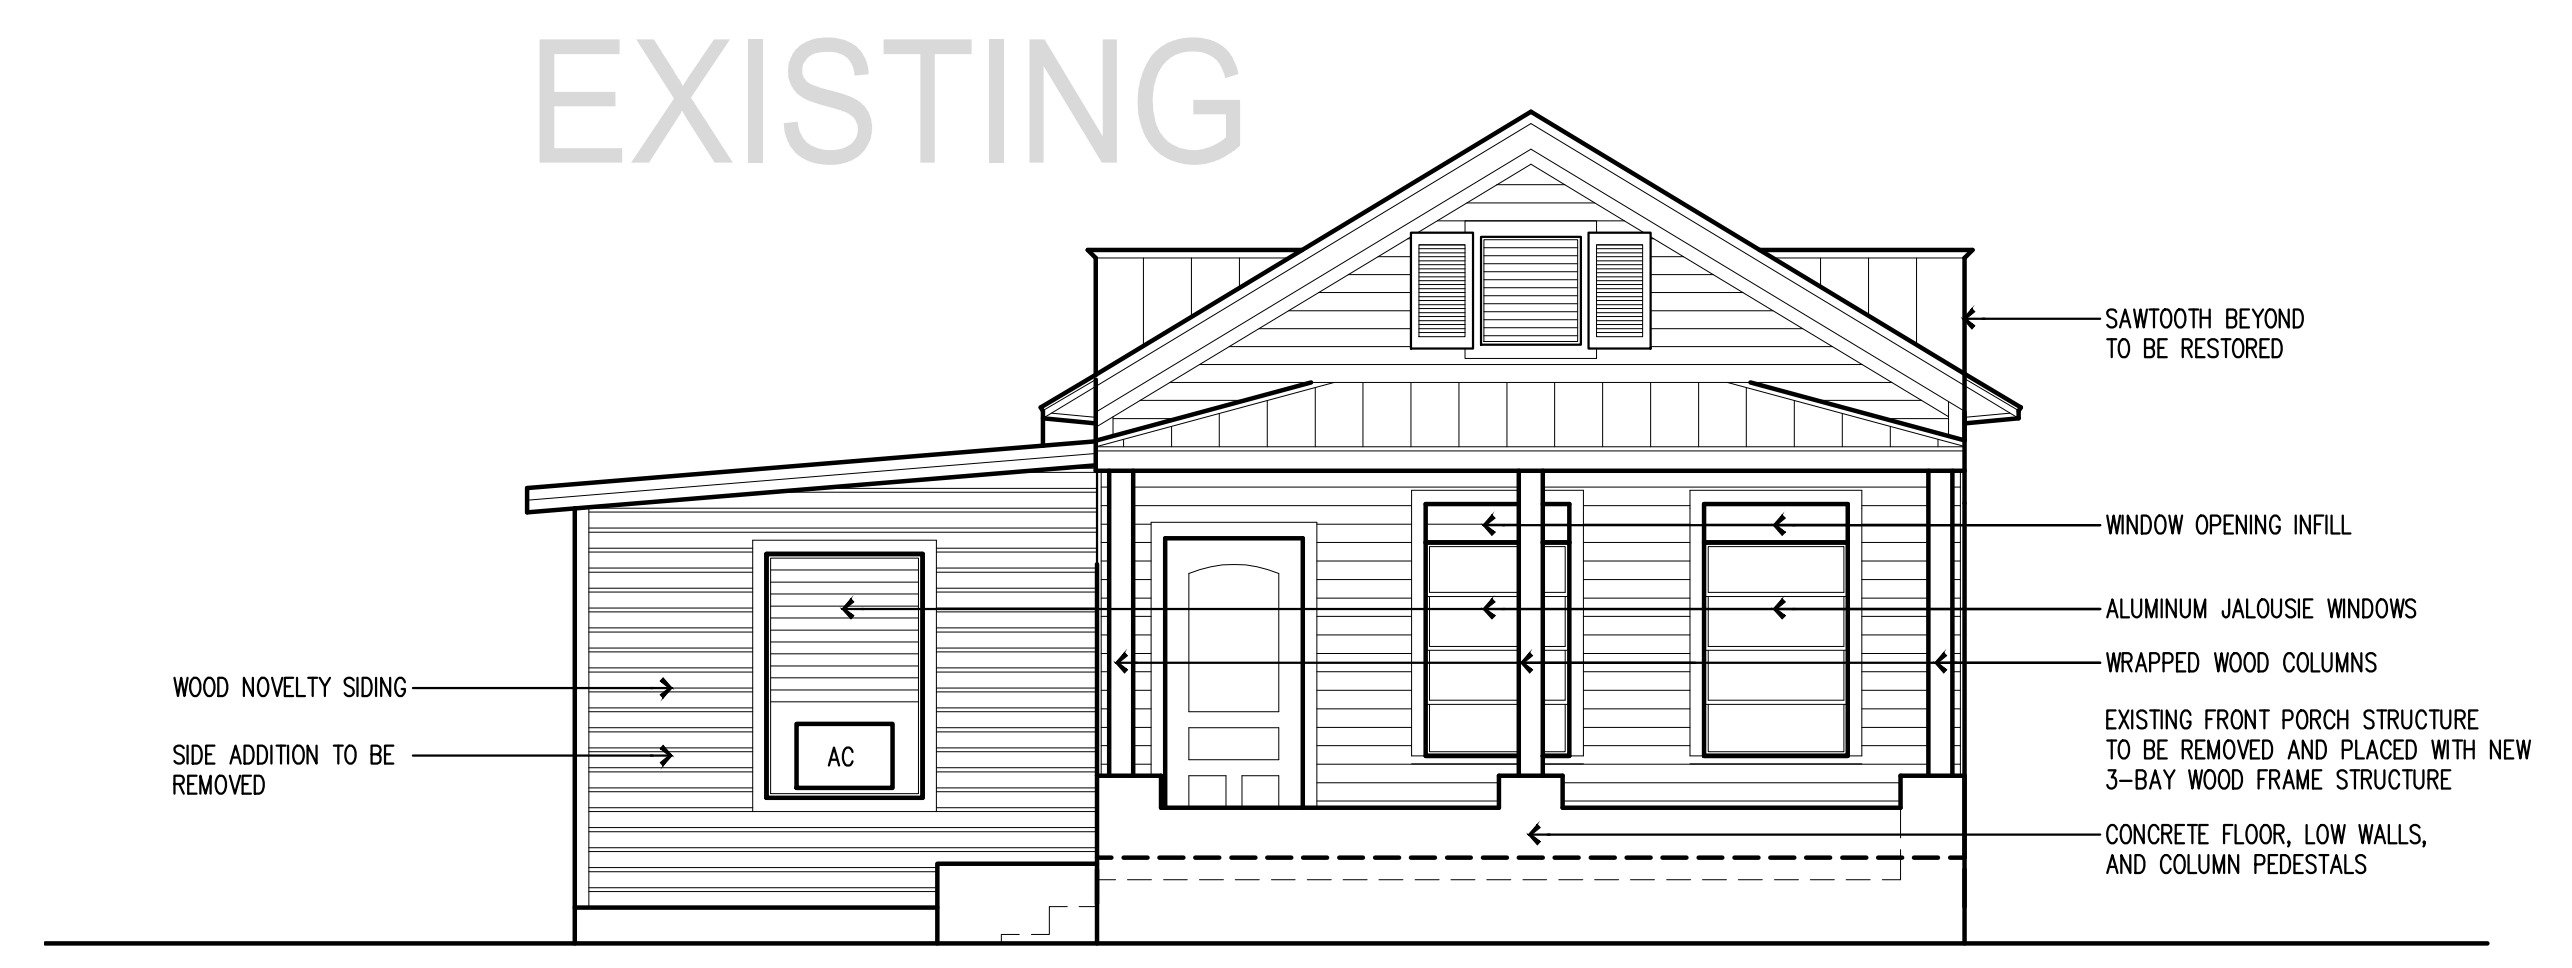 EXISTING
SAWTOOTH BEYOND
TO BE RESTORED
WINDOW OPENING INFILL
ALUMINUM JALOUSIE WINDOWS
WRAPPED WOOD COLUMNS
WOOD NOVELTY SIDING
EXISTING FRONT PORCH STRUCTURE
TO BE REMOVED AND PLACED WITH NEW
3-BAY WOOD FRAME STRUCTURE
SIDE ADDITION TO BE
REMOVED
AC
CONCRETE FLOOR, LOW WALLS,
AND COLUMN PEDESTALS